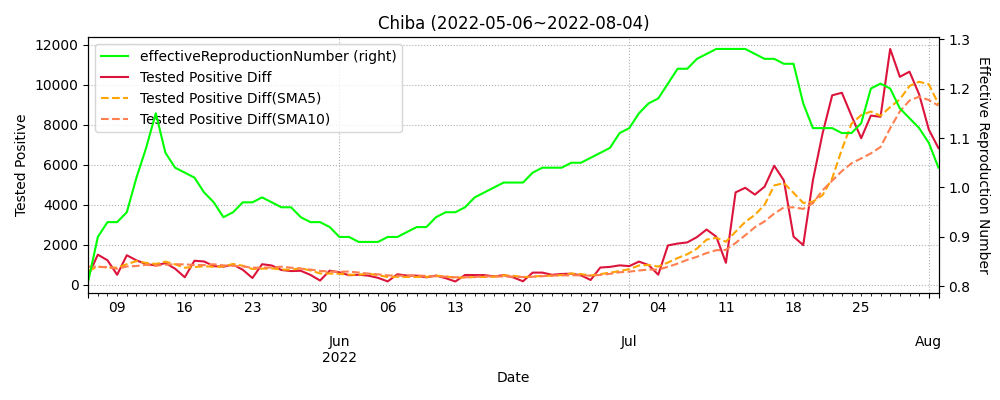 Chiba (2022-05-06~2022-08-04)
effectiveReproductionNumber (right)
Tested Positive Diff
Tested Positive Diff(SMA5)
Tested Positive Diff(SMA10)
Tested Positive
12000
10000
8000
6000
4000
2000
0
Effective Reproduction Number
1.3
1.2
1.1
1.0
0.9
0.8
09 16 23 30 06 13 20 27 04 11 18 25
Jun Jul Aug
2022
Date